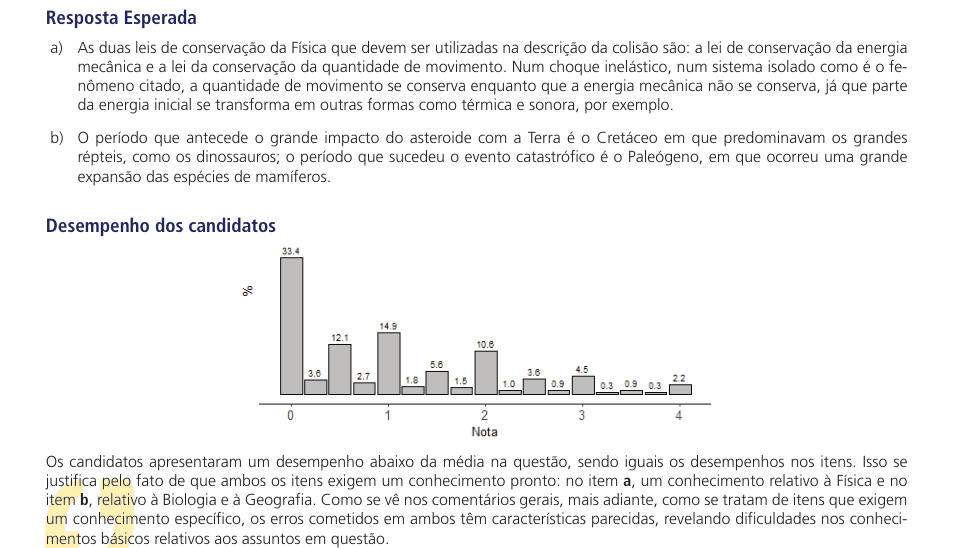 Resposta Esperada
a) As duas leis de conservação da Física que devem ser utilizadas na descrição da colisão são: a lei de conservação da energia
mecânica e a lei da conservação da quantidade de movimento. Num choque inelástico, num sistema isolado como é o fe-
nômeno citado, a quantidade de movimento se conserva enquanto que a energia mecânica não se conserva, já que parte
da energia inicial se transforma em outras formas como térmica e sonora, por exemplo.
b) O período que antecede o grande impacto do asteroide com a Terra é o Cretáceo em que predominavam os grandes
répteis, como os dinossauros; o período que sucedeu o evento catastrófico é o Paleógeno, em que ocorreu uma grande
expansão das espécies de mamíferos.
Desempenho dos candidatos
33.4
3.6
12.1
2.7
14.9
1.8
5.6
1.5
10.6
1.0
3.6
0.9
4.5
0.3
0.9
0.3
2.2
%
0 1 2 3 4
Nota
Os candidatos apresentaram um desempenho abaixo da média na questão, sendo iguais os desempenhos nos itens. Isso se
justifica pelo fato de que ambos os itens exigem um conhecimento pronto: no item a, um conhecimento relativo à Física e no
item b, relativo à Biologia e à Geografia. Como se vê nos comentários gerais, mais adiante, como se tratam de itens que exigem
um conhecimento específico, os erros cometidos em ambos têm características parecidas, revelando dificuldades nos conheci-
mentos básicos relativos aos assuntos em questão.